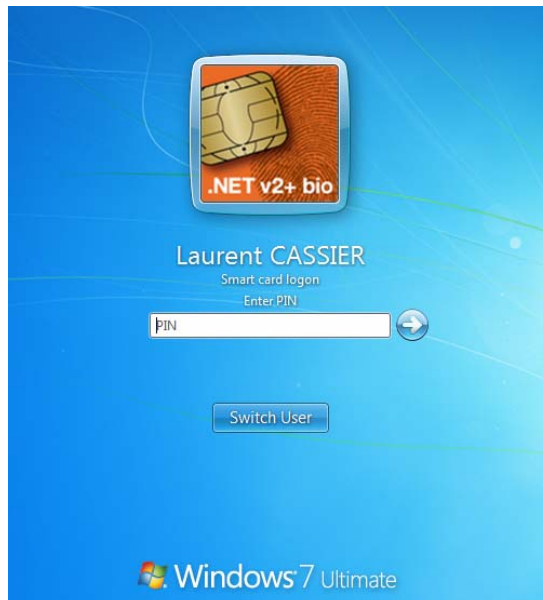 .NET v2+ bio
Laurent CASSIER
Smart card logon
Enter PIN
PIN
Switch User
Windows 7 Ultimate